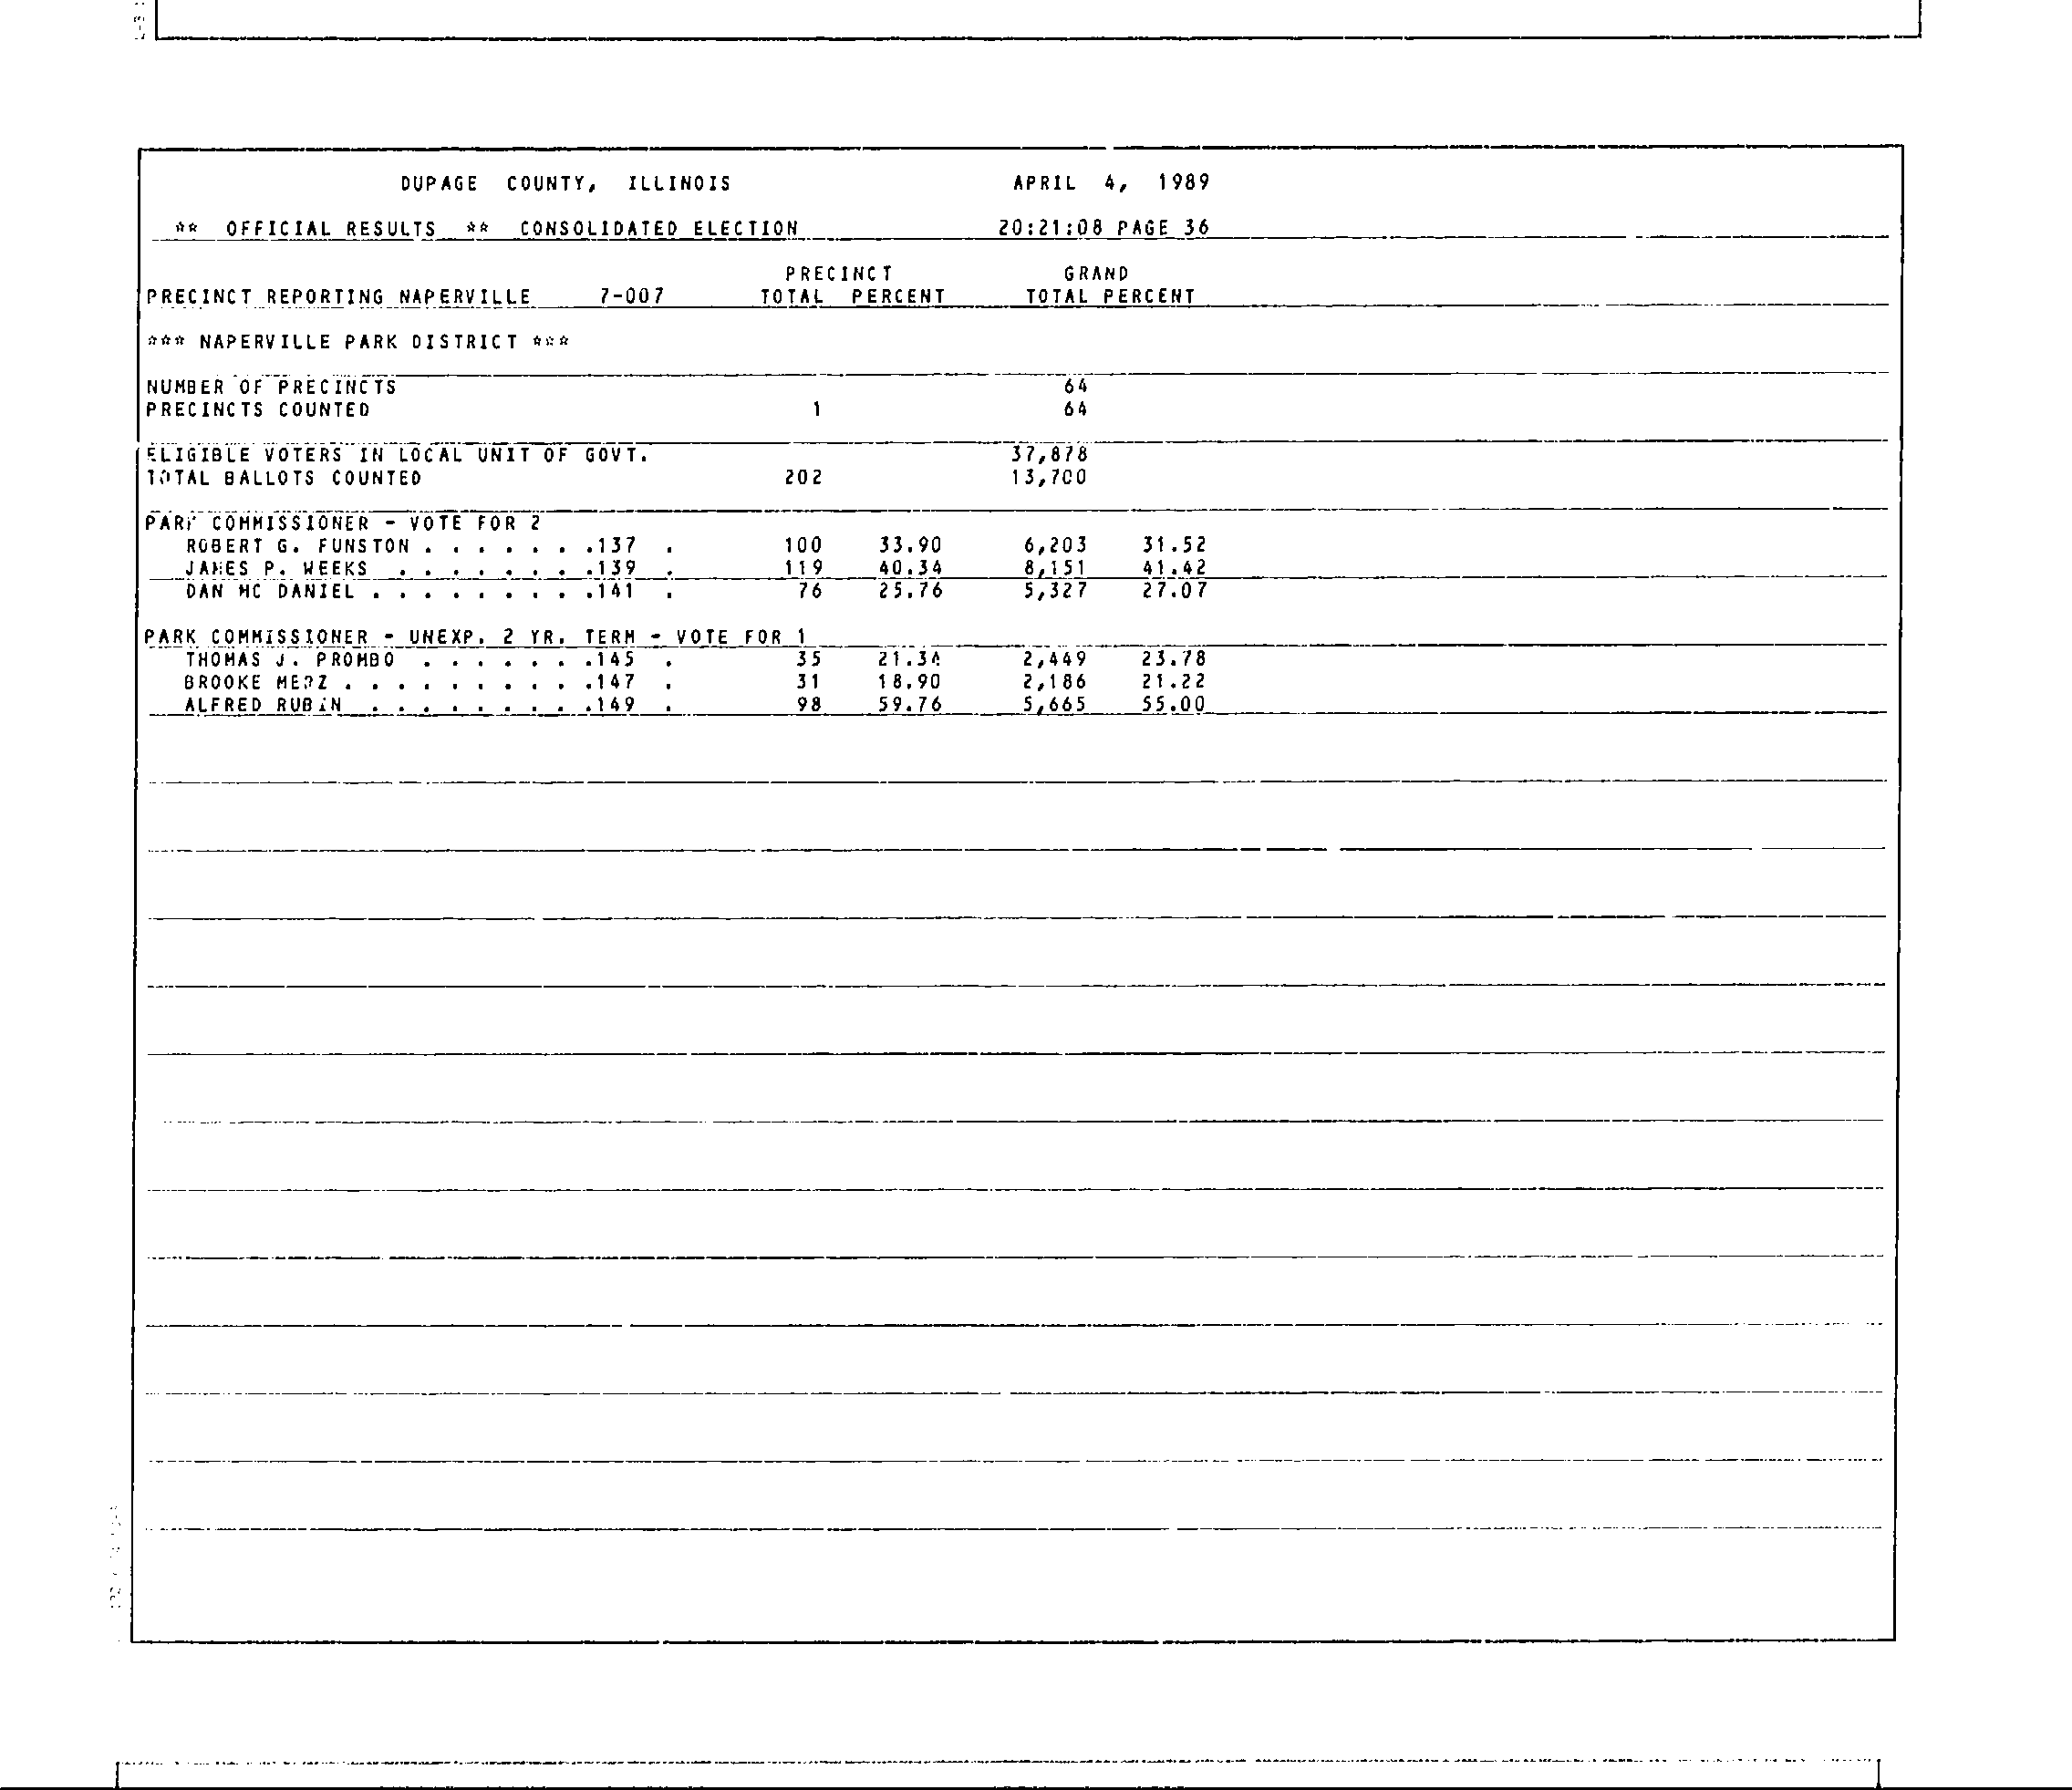 DUPAGE COUNTY, ILLINOIS APRIL 4, 1989
** OFFICIAL RESULTS ** CONSOLIDATED ELECTION 20:21:08 PAGE 36
PRECINCT GRAND
PRECINCT REPORTING NAPERVILLE 7-007 TOTAL PERCENT TOTAL PERCENT
*** NAPERVILLE PARK DISTRICT ***
NUMBER OF PRECINCTS 64
PRECINCTS COUNTED 1 64
ELIGIBLE VOTERS IN LOCAL UNIT OF GOVT. 37,878
TOTAL BALLOTS COUNTED 202 13,700
PARK COMMISSIONER - VOTE FOR 2
ROBERT G. FUNSTON . . . . . . .137 . 100 33.90 6,203 31.52
JAMES P. WEEKS . . . . . . . .139 . 119 40.34 8,151 41.42
DAN MC DANIEL . . . . . . . . .141 . 76 25.76 5,327 27.07
PARK COMMISSIONER - UNEXP. 2 YR. TERM - VOTE FOR 1
THOMAS J. PROMBO . . . . . . .145 . 35 21.34 2,449 23.78
BROOKE MERZ . . . . . . . . . .147 . 31 18.90 2,186 21.22
ALFRED RUBIN . . . . . . . . .149 . 98 59.76 5,665 55.00